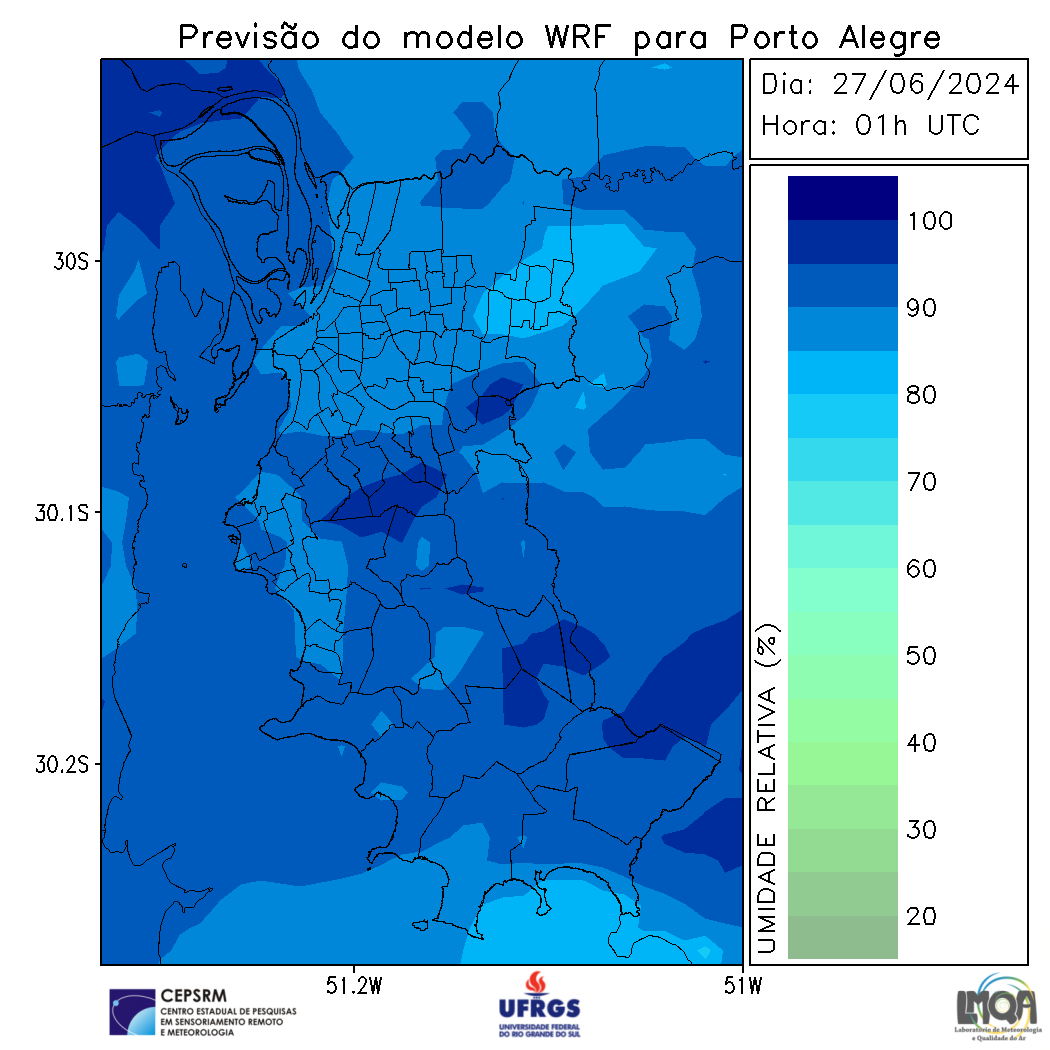 Previsão do modelo WRF para Porto Alegre
Dia: 27/06/2024
Hora: 01h UTC
30S
30.1S
30.2S
51.2W
51W
100
90
80
70
60
50
40
30
20
UMIDADE RELATIVA (%)
CEPSRM
CENTRO ESTADUAL DE PESQUISAS
EM SENSORIAMENTO REMOTO
E METEOROLOGIA
UFRGS
UNIVERSIDADE FEDERAL
DO RIO GRANDE DO SUL
LMQA
Laboratório de Meteorologia
e Qualidade do Ar